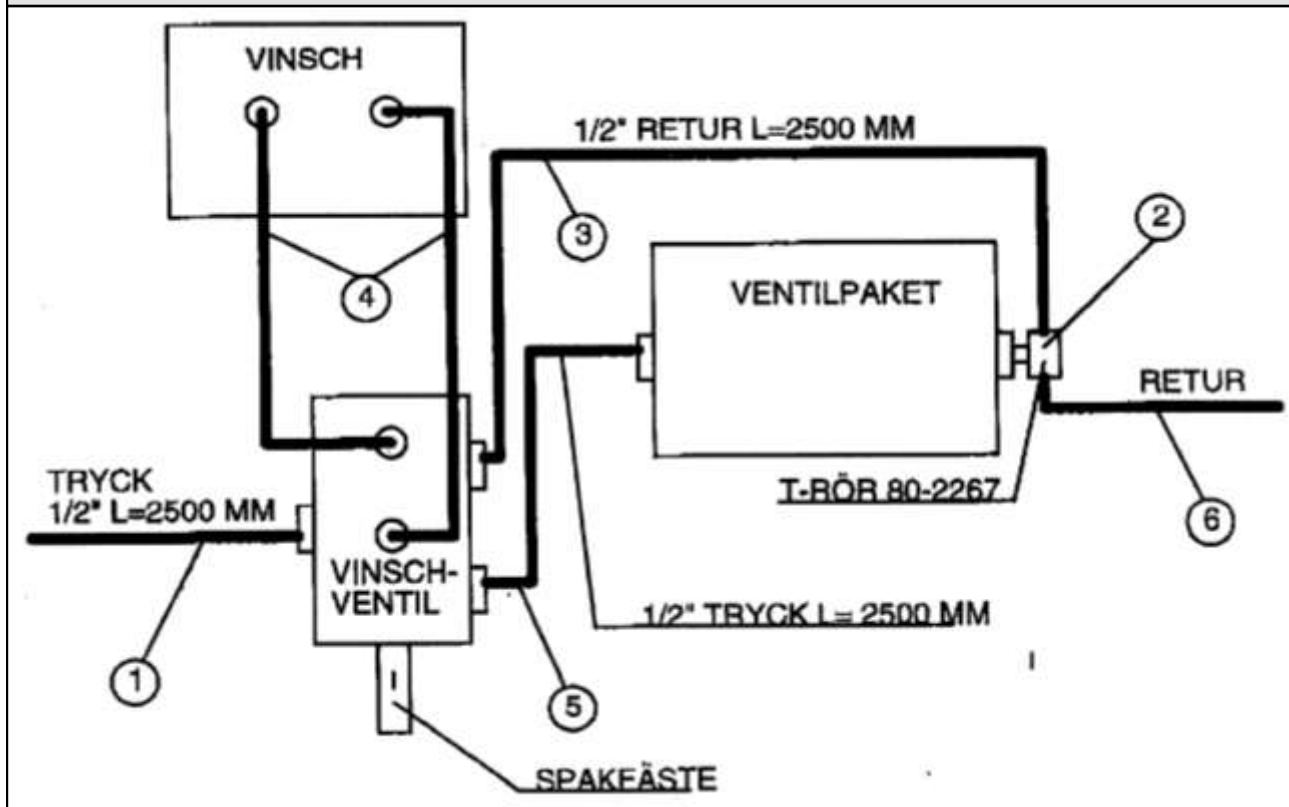 VINSCH
1/2" RETUR L=2500 MM
3
2
4
VENTILPAKET
RETUR
TRYCK
1/2" L=2500 MM
T-RÖR 80-2267
6
VINSCH-
VENTIL
1/2" TRYCK L= 2500 MM
1
5
SPAKFÄSTE